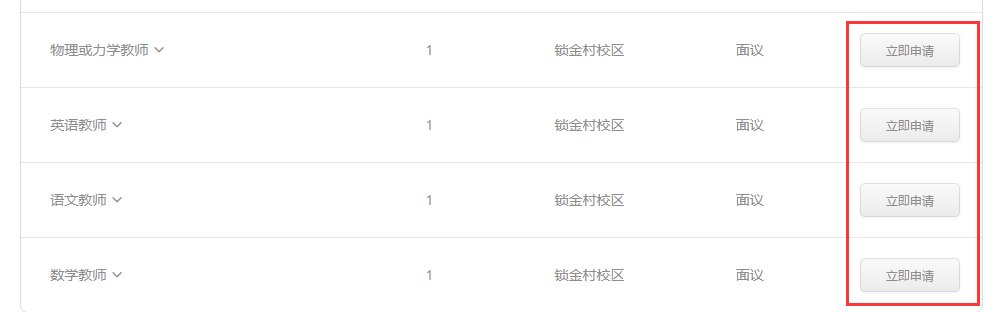 物理或力学教师 1 锁金村校区 面议 立即申请
英语教师 1 锁金村校区 面议 立即申请
语文教师 1 锁金村校区 面议 立即申请
数学教师 1 锁金村校区 面议 立即申请